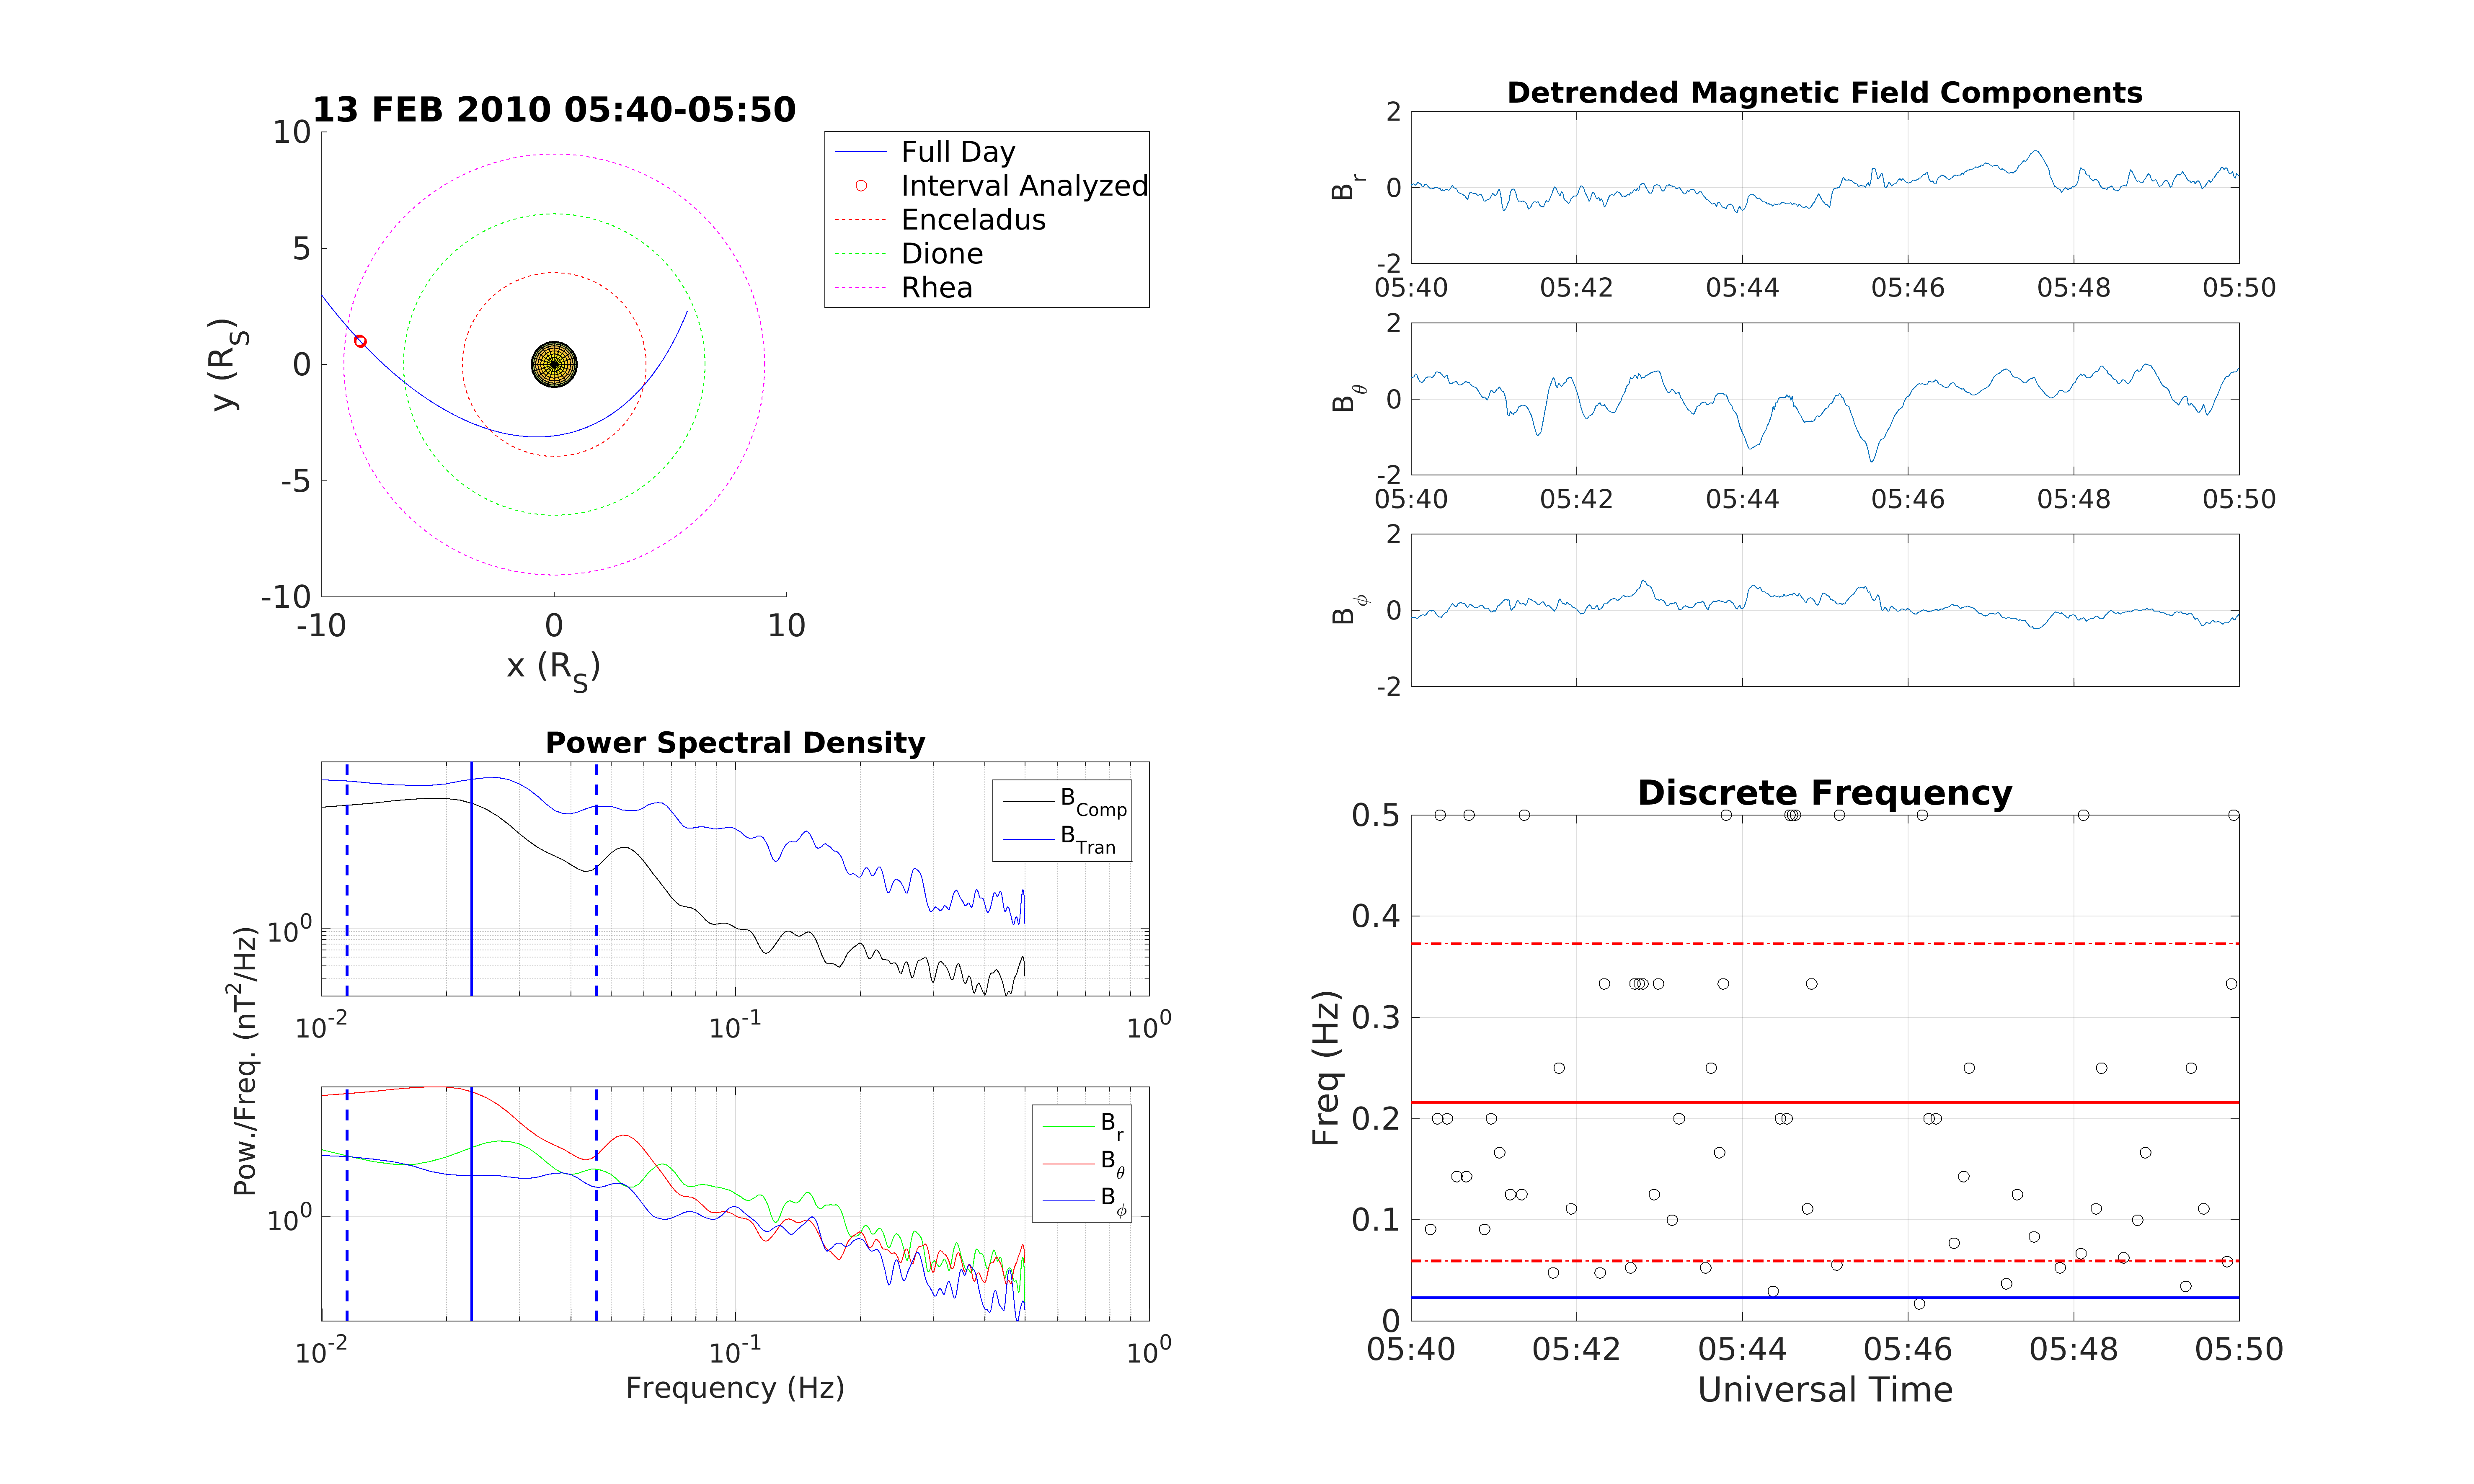 13 FEB 2010 05:40-05:50
10
5
0
-5
-10
-10
0
10
y (R_S)
x (R_S)
Full Day
Interval Analyzed
Enceladus
Dione
Rhea
Detrended Magnetic Field Components
B_r
2
0
-2
05:40 05:42 05:44 05:46 05:48 05:50
B_θ
2
0
-2
05:40 05:42 05:44 05:46 05:48 05:50
B_ϕ
2
0
-2
Power Spectral Density
B_Comp
B_Tran
10^0
10^-2 10^-1 10^0
Pow./Freq. (nT^2/Hz)
B_r
B_θ
B_ϕ
10^0
10^-2 10^-1 10^0
Frequency (Hz)
Discrete Frequency
Freq (Hz)
0.5
0.4
0.3
0.2
0.1
0
05:40 05:42 05:44 05:46 05:48 05:50
Universal Time